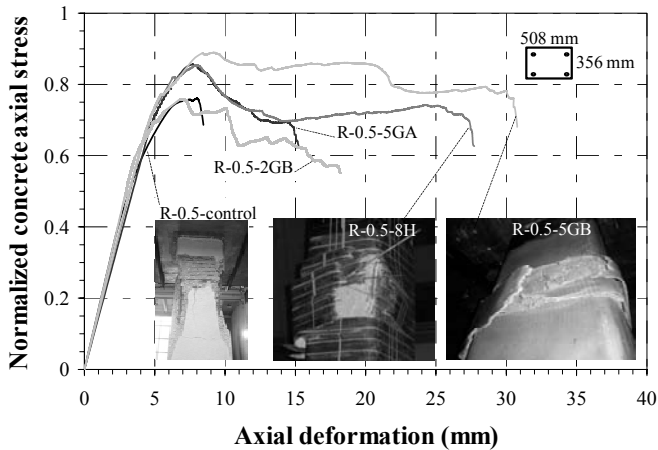 Normalized concrete axial stress
1
0.8
0.6
0.4
0.2
0
508 mm
356 mm
R-0.5-5GA
R-0.5-2GB
R-0.5-control
R-0.5-8H
R-0.5-5GB
0 5 10 15 20 25 30 35 40
Axial deformation (mm)